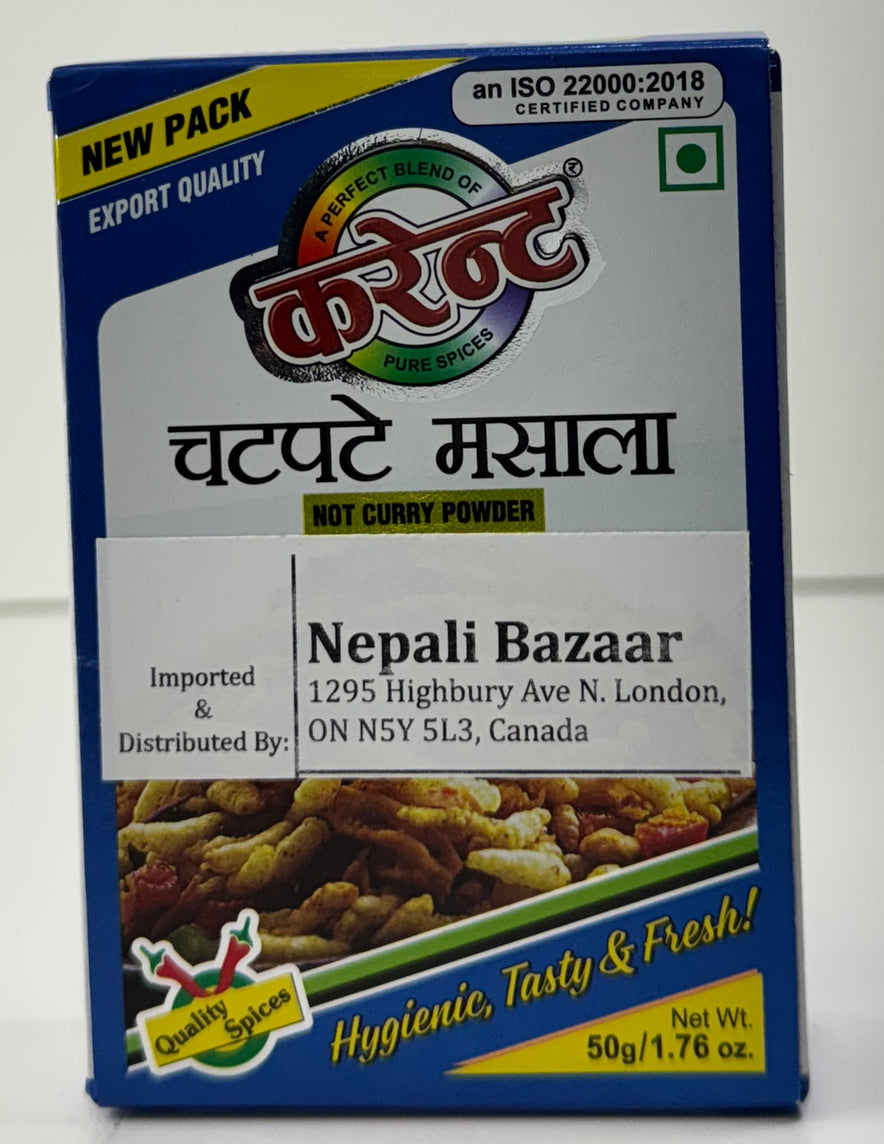 NEW PACK
EXPORT QUALITY
an ISO 22000:2018
CERTIFIED COMPANY
A PERFECT BLEND OF
करेन्ट
PURE SPICES
चटपटे मसाला
NOT CURRY POWDER
Imported
&
Distributed By:
Nepali Bazaar
1295 Highbury Ave N. London,
ON N5Y 5L3, Canada
Quality
Spices
Hygienic, Tasty & Fresh!
Net Wt.
50g/1.76 oz.